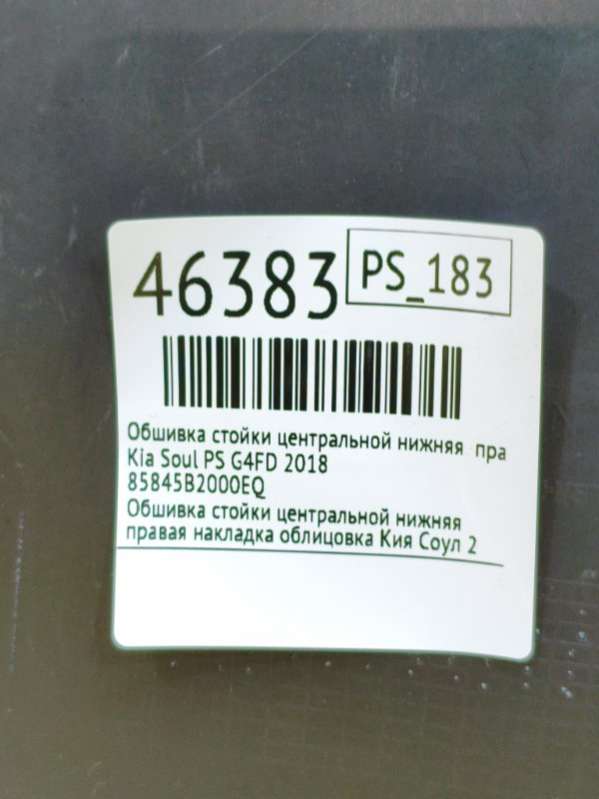 46383 PS_183
Обшивка стойки центральной нижняя пра
Kia Soul PS G4FD 2018
85845B2000EQ
Обшивка стойки центральной нижняя
правая накладка облицовка Кия Соул 2